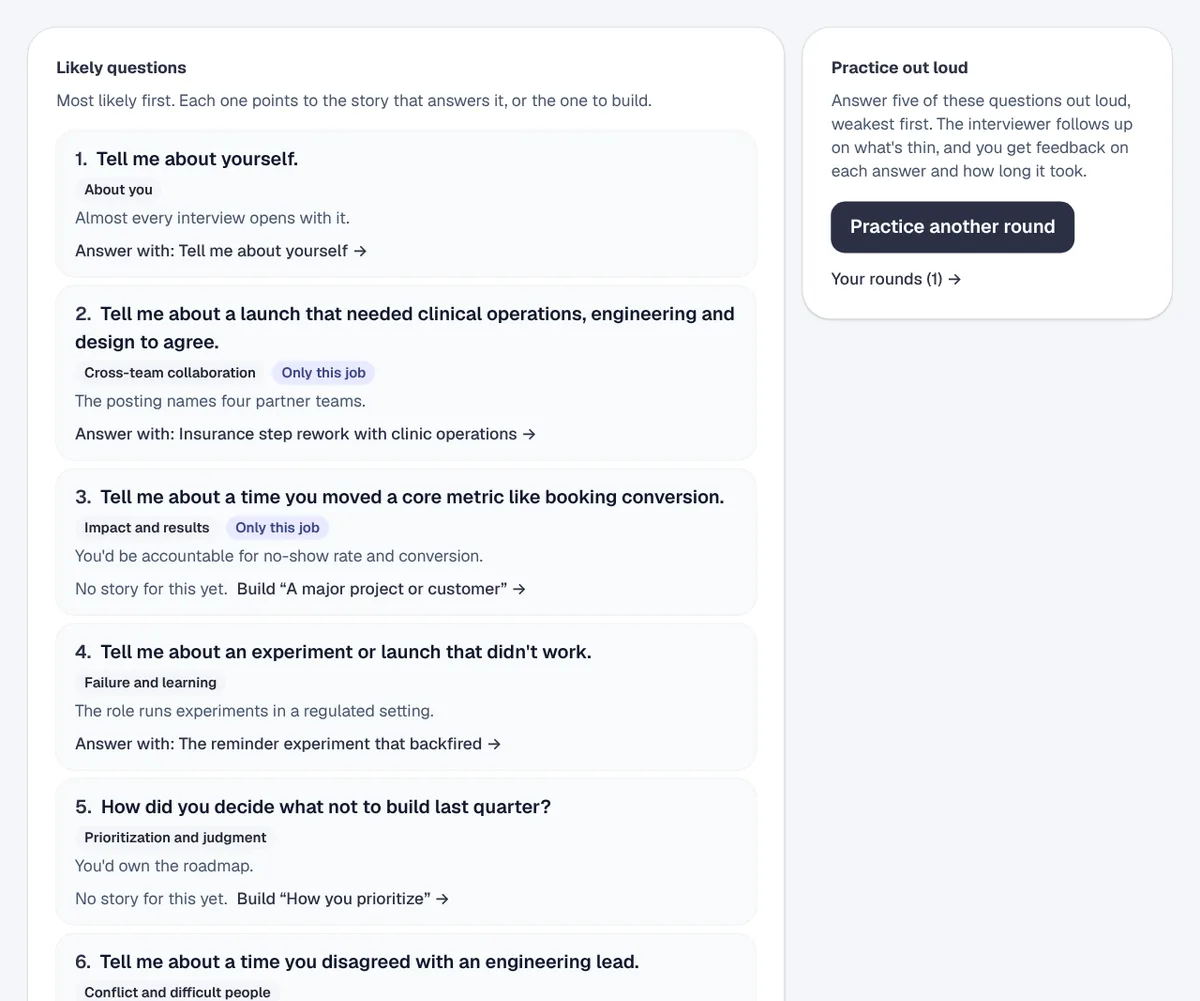 Likely questions
Most likely first. Each one points to the story that answers it, or the one to build.
1. Tell me about yourself.
About you
Almost every interview opens with it.
Answer with: Tell me about yourself →
2. Tell me about a launch that needed clinical operations, engineering and
design to agree.
Cross-team collaboration Only this job
The posting names four partner teams.
Answer with: Insurance step rework with clinic operations →
3. Tell me about a time you moved a core metric like booking conversion.
Impact and results Only this job
You'd be accountable for no-show rate and conversion.
No story for this yet. Build “A major project or customer” →
4. Tell me about an experiment or launch that didn't work.
Failure and learning
The role runs experiments in a regulated setting.
Answer with: The reminder experiment that backfired →
5. How did you decide what not to build last quarter?
Prioritization and judgment
You'd own the roadmap.
No story for this yet. Build “How you prioritize” →
6. Tell me about a time you disagreed with an engineering lead.
Conflict and difficult people
Practice out loud
Answer five of these questions out loud,
weakest first. The interviewer follows up
on what's thin, and you get feedback on
each answer and how long it took.
Practice another round
Your rounds (1) →